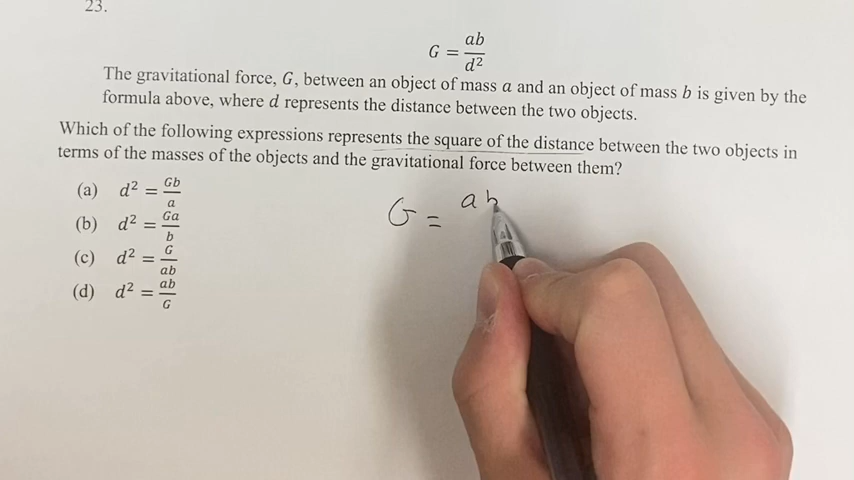 23.
G = ab/d²
The gravitational force, G, between an object of mass a and an object of mass b is given by the
formula above, where d represents the distance between the two objects.
Which of the following expressions represents the square of the distance between the two objects in
terms of the masses of the objects and the gravitational force between them?
(a) d² = Gb/a
(b) d² = Ga/b
(c) d² = G/ab
(d) d² = ab/G
G = ab